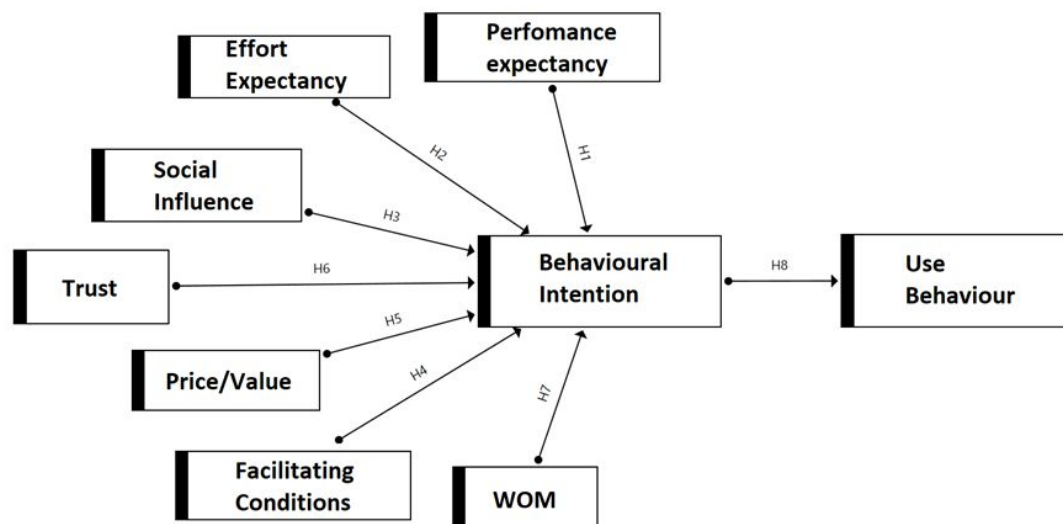 Effort
Expectancy
Perfomance
expectancy
H2
H1
Social
Influence
H3
Trust
H6
Behavioural
Intention
H8
Use
Behaviour
Price/Value
H5
H4
H7
Facilitating
Conditions
WOM